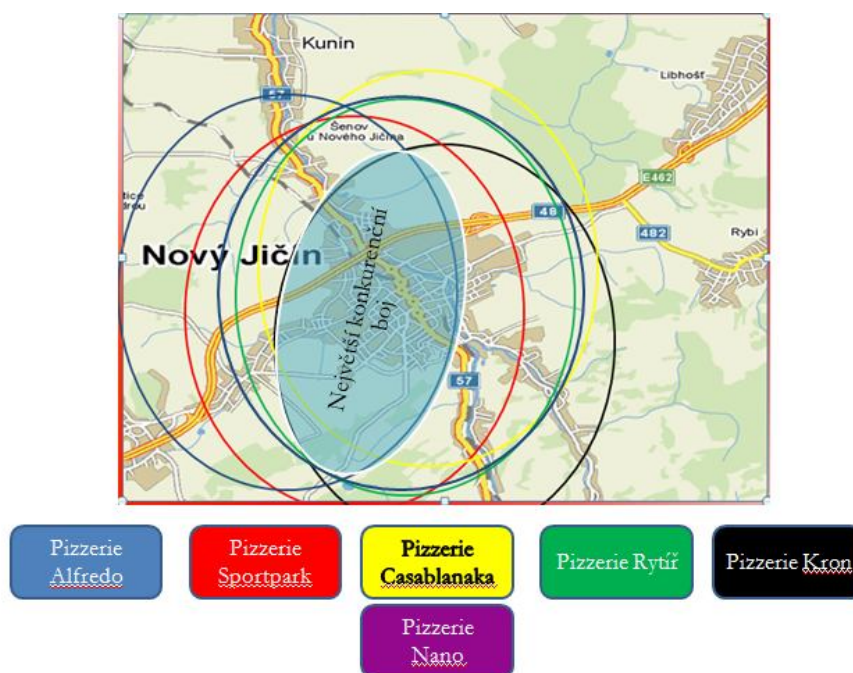 Kunín
Libhošť
57
Šenov
u Nového Jičína
E462
48
482
Rybí
Nový Jičín
Největší konkurenční
boj
57
Pizzerie
Alfredo
Pizzerie
Sportpark
Pizzerie
Casablanaka
Pizzerie Rytíř
Pizzerie Kron
Pizzerie
Nano